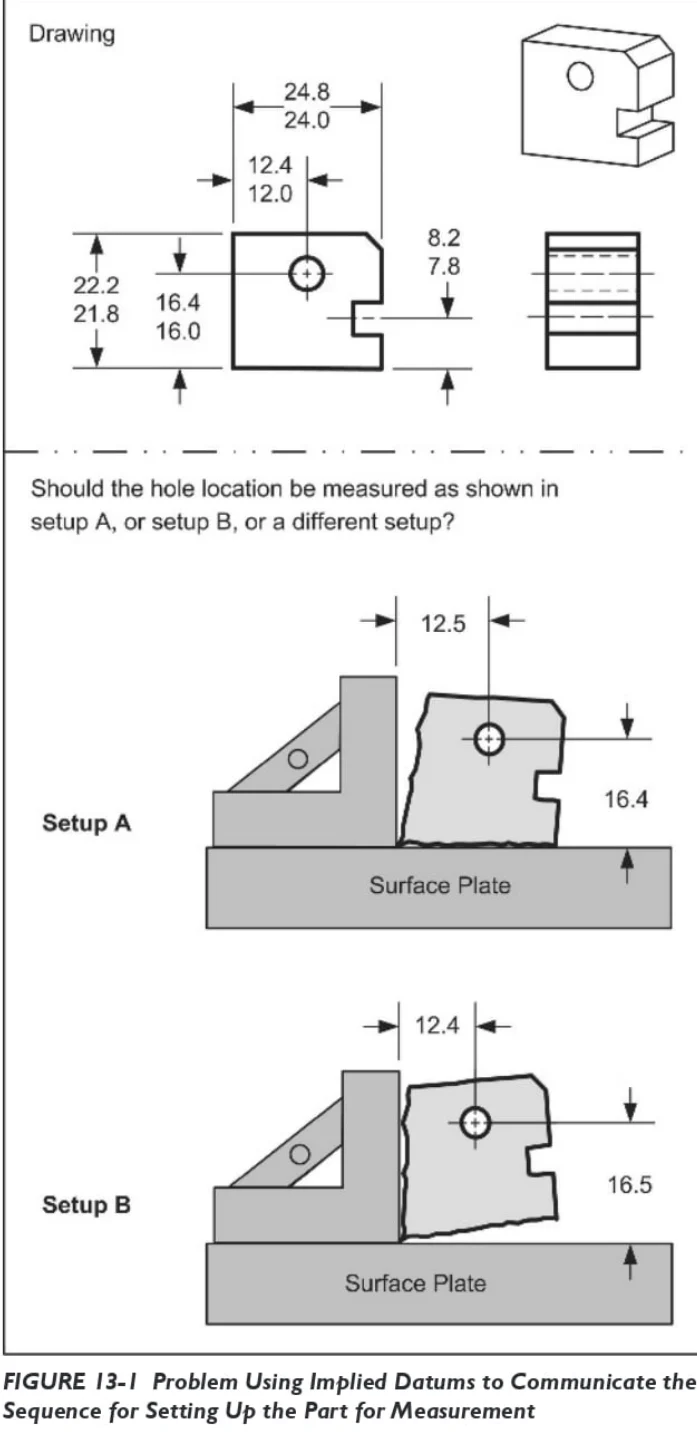 Drawing
24.8
24.0
12.4
12.0
8.2
7.8
22.2
21.8
16.4
16.0
Should the hole location be measured as shown in
setup A, or setup B, or a different setup?
12.5
16.4
Setup A
Surface Plate
12.4
16.5
Setup B
Surface Plate
FIGURE 13-1 Problem Using Implied Datums to Communicate the
Sequence for Setting Up the Part for Measurement